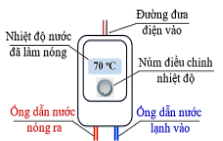 Đường đưa
điện vào
Nhiệt độ nước
đã làm nóng
70 °C
Núm điều chỉnh
nhiệt độ
Ống dẫn nước
nóng ra
Ống dẫn nước
lạnh vào